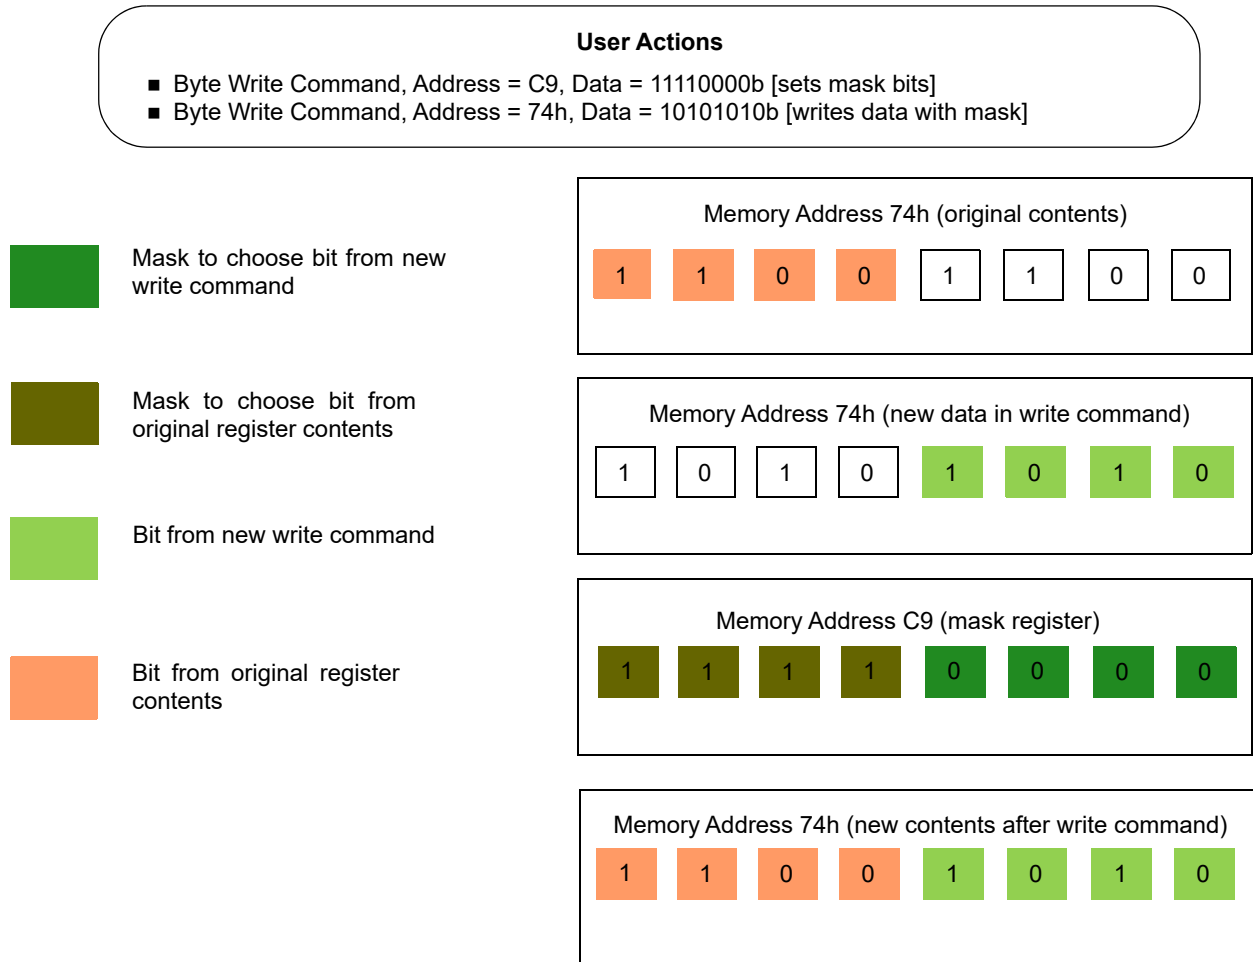 User Actions
■ Byte Write Command, Address = C9, Data = 11110000b [sets mask bits]
■ Byte Write Command, Address = 74h, Data = 10101010b [writes data with mask]
Mask to choose bit from new
write command
Mask to choose bit from
original register contents
Bit from new write command
Bit from original register
contents
Memory Address 74h (original contents)
1 1 0 0 1 1 0 0
Memory Address 74h (new data in write command)
1 0 1 0 1 0 1 0
Memory Address C9 (mask register)
1 1 1 1 0 0 0 0
Memory Address 74h (new contents after write command)
1 1 0 0 1 0 1 0